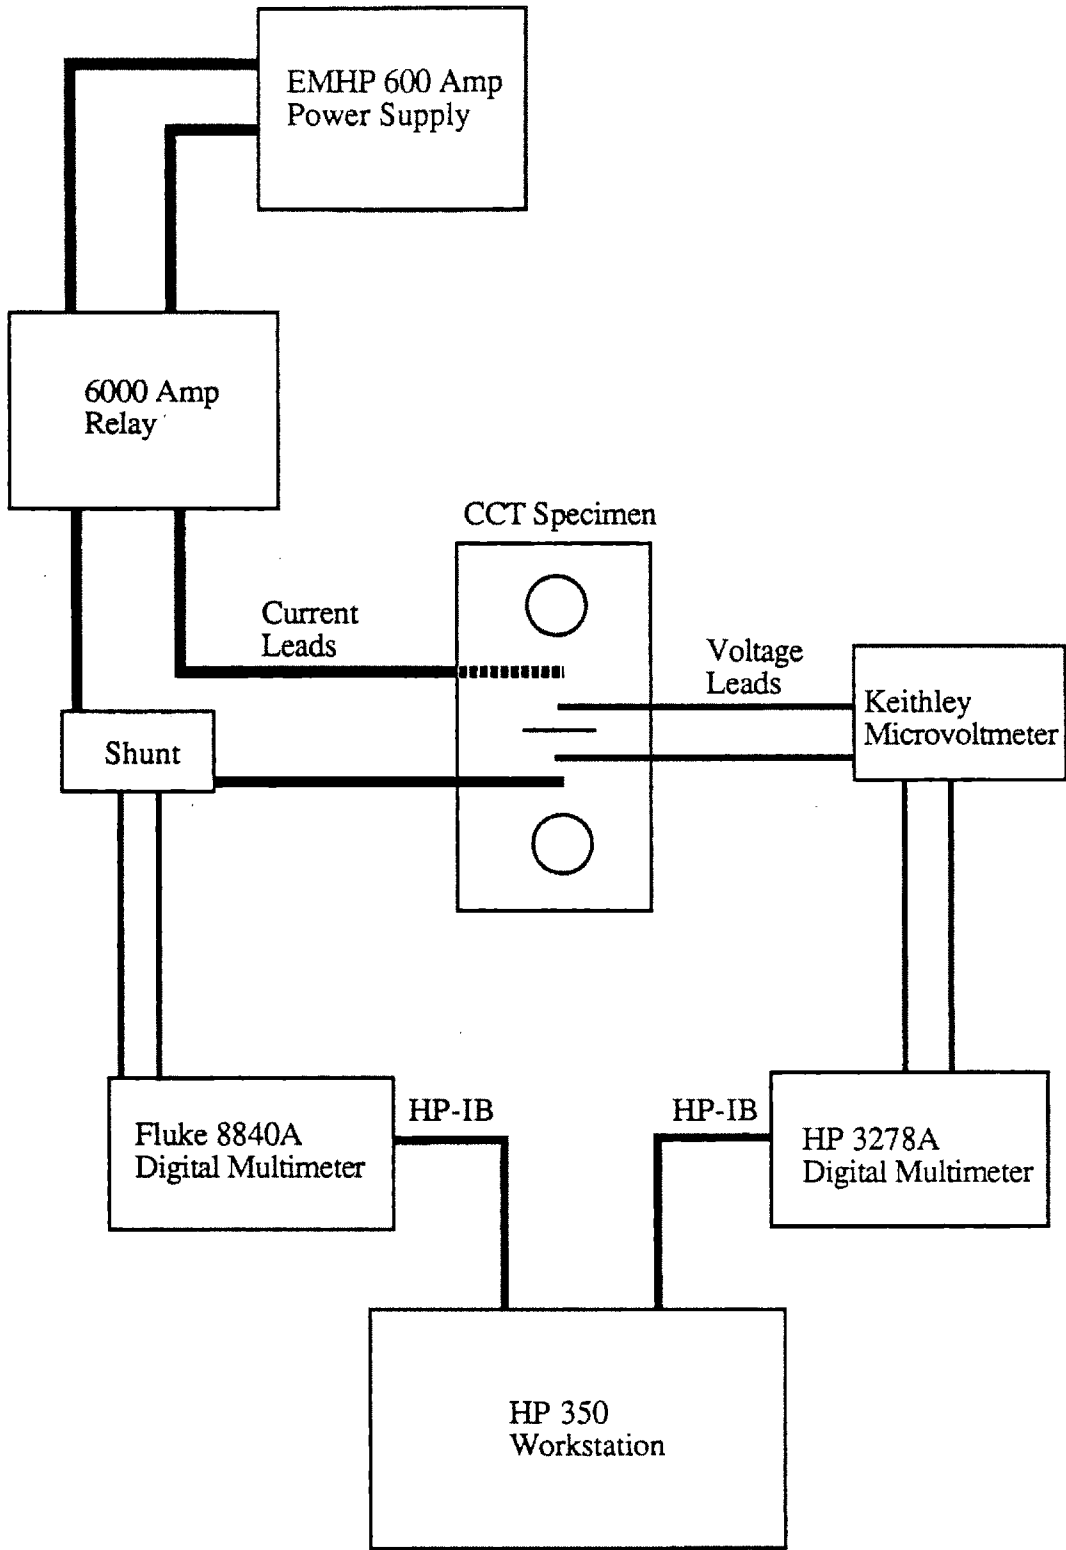 EMHP 600 Amp
Power Supply
6000 Amp
Relay
CCT Specimen
Current
Leads
Voltage
Leads
Keithley
Microvoltmeter
Shunt
HP-IB
HP-IB
Fluke 8840A
Digital Multimeter
HP 3278A
Digital Multimeter
HP 350
Workstation